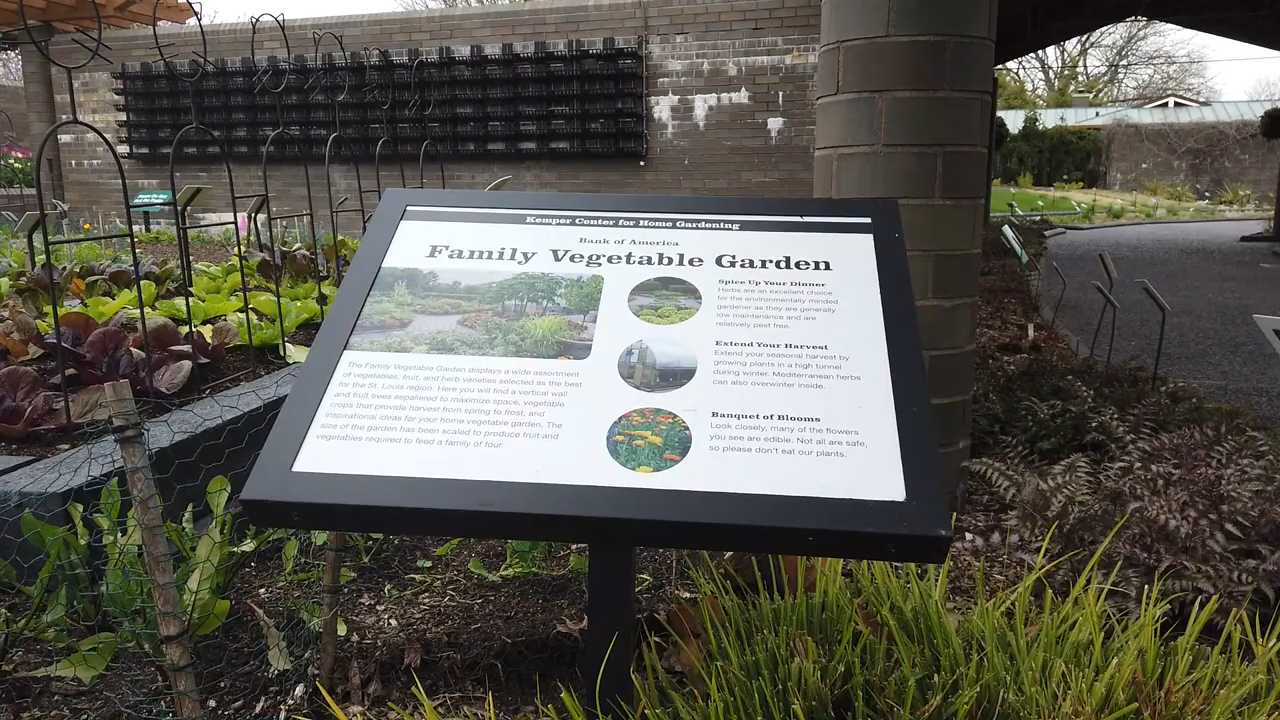 Kemper Center for Home Gardening
Bank of America
Family Vegetable Garden
The Family Vegetable Garden displays a wide assortment
of vegetables, fruit, and herb varieties selected as the best
for the St. Louis region. Here you will find a vertical wall
and fruit trees espaliered to maximize space, vegetable
crops that provide harvest from spring to frost, and
inspirational ideas for your home vegetable garden. The
size of the garden has been scaled to produce fruit and
vegetables required to feed a family of four.
Spice Up Your Dinner
Herbs are an excellent choice
for the environmentally minded
gardener as they are generally
low maintenance and are
relatively pest free.
Extend Your Harvest
Extend your seasonal harvest by
growing plants in a high tunnel
during winter. Mediterranean herbs
can also overwinter inside.
Banquet of Blooms
Look closely, many of the flowers
you see are edible. Not all are safe,
so please don't eat our plants.
Please Do Not